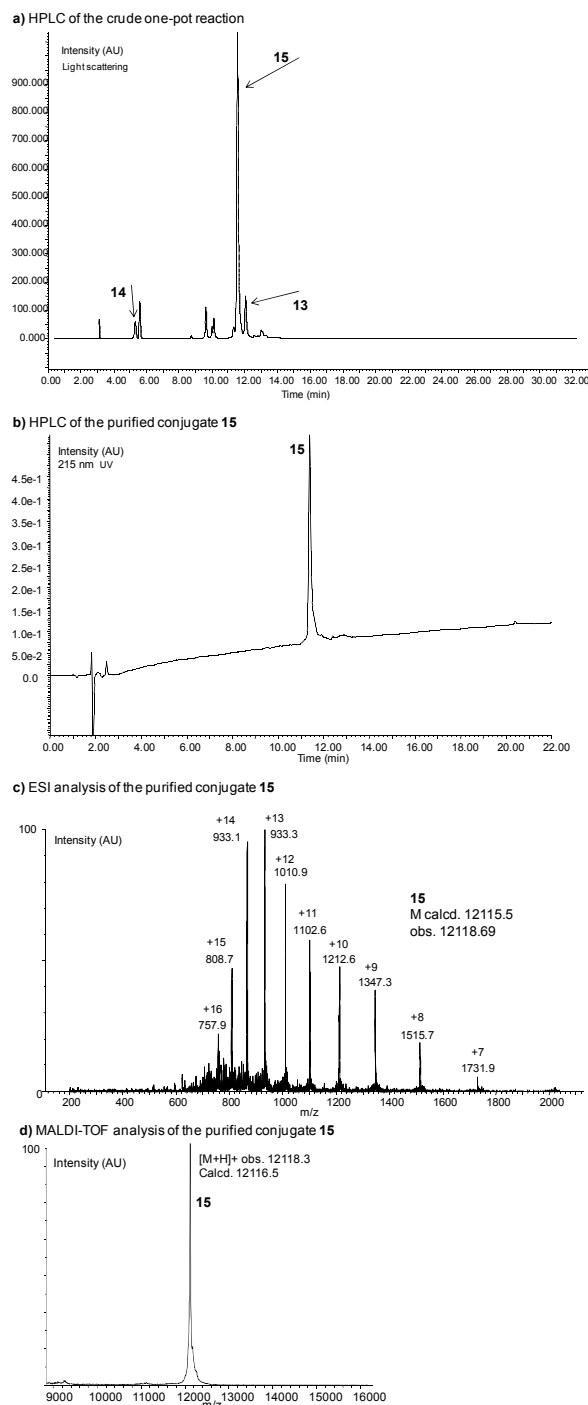 a) HPLC of the crude one-pot reaction
Intensity (AU)
Light scattering
15
900.000
800.000
700.000
600.000
500.000
400.000
300.000
200.000
100.000
0.000
14
13
0.00 2.00 4.00 6.00 8.00 10.00 12.00 14.00 16.00 18.00 20.00 22.00 24.00 26.00 28.00 30.00 32.00
Time (min)
b) HPLC of the purified conjugate 15
Intensity (AU)
215 nm UV
15
4.5e-1
4.0e-1
3.5e-1
3.0e-1
2.5e-1
2.0e-1
1.5e-1
1.0e-1
5.0e-2
0.0
0.00 2.00 4.00 6.00 8.00 10.00 12.00 14.00 16.00 18.00 20.00 22.00
Time (min)
c) ESI analysis of the purified conjugate 15
100
Intensity (AU)
+14
933.1
+13
933.3
+12
1010.9
+11
1102.6
+10
1212.6
+9
1347.3
+8
1515.7
+7
1731.9
+15
808.7
+16
757.9
15
M calcd. 12115.5
obs. 12118.69
0
200 400 600 800 1000 1200 1400 1600 1800 2000
m/z
d) MALDI-TOF analysis of the purified conjugate 15
100
Intensity (AU)
[M+H]+ obs. 12118.3
Calcd. 12116.5
15
0
9000 10000 11000 12000 13000 14000 15000 16000
m/z